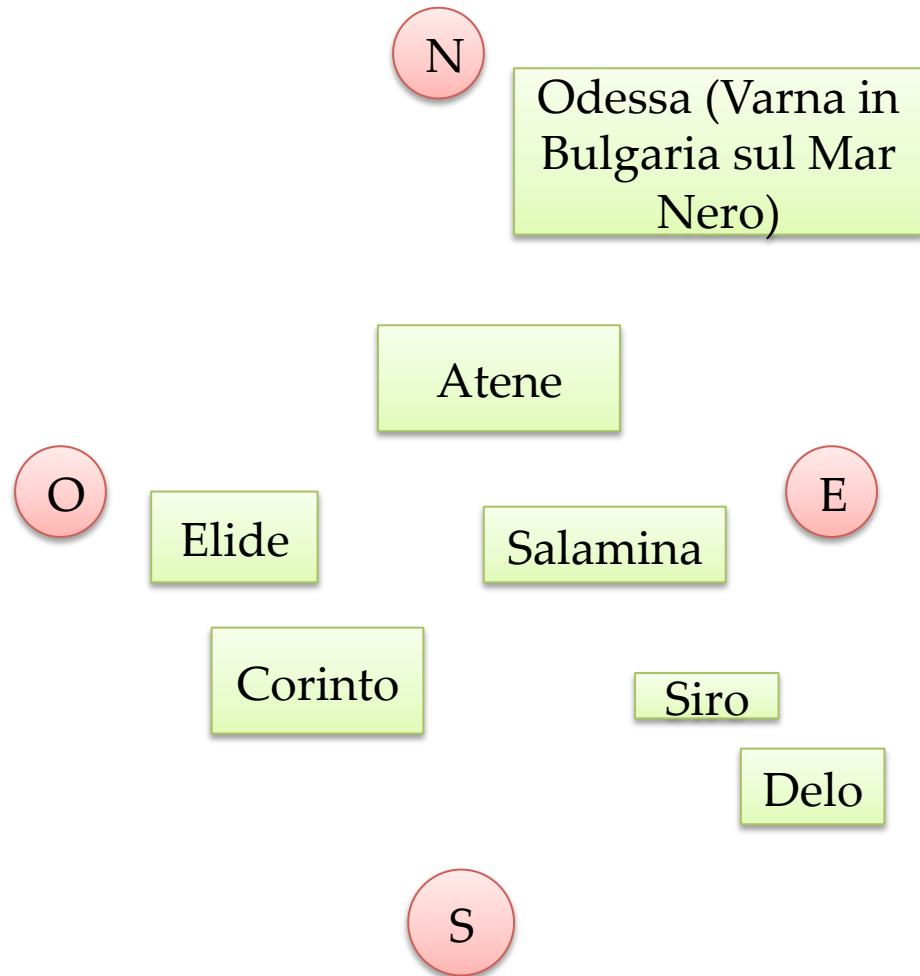 N
Odessa (Varna in
Bulgaria sul Mar
Nero)
Atene
O
E
Elide
Salamina
Corinto
Siro
Delo
S